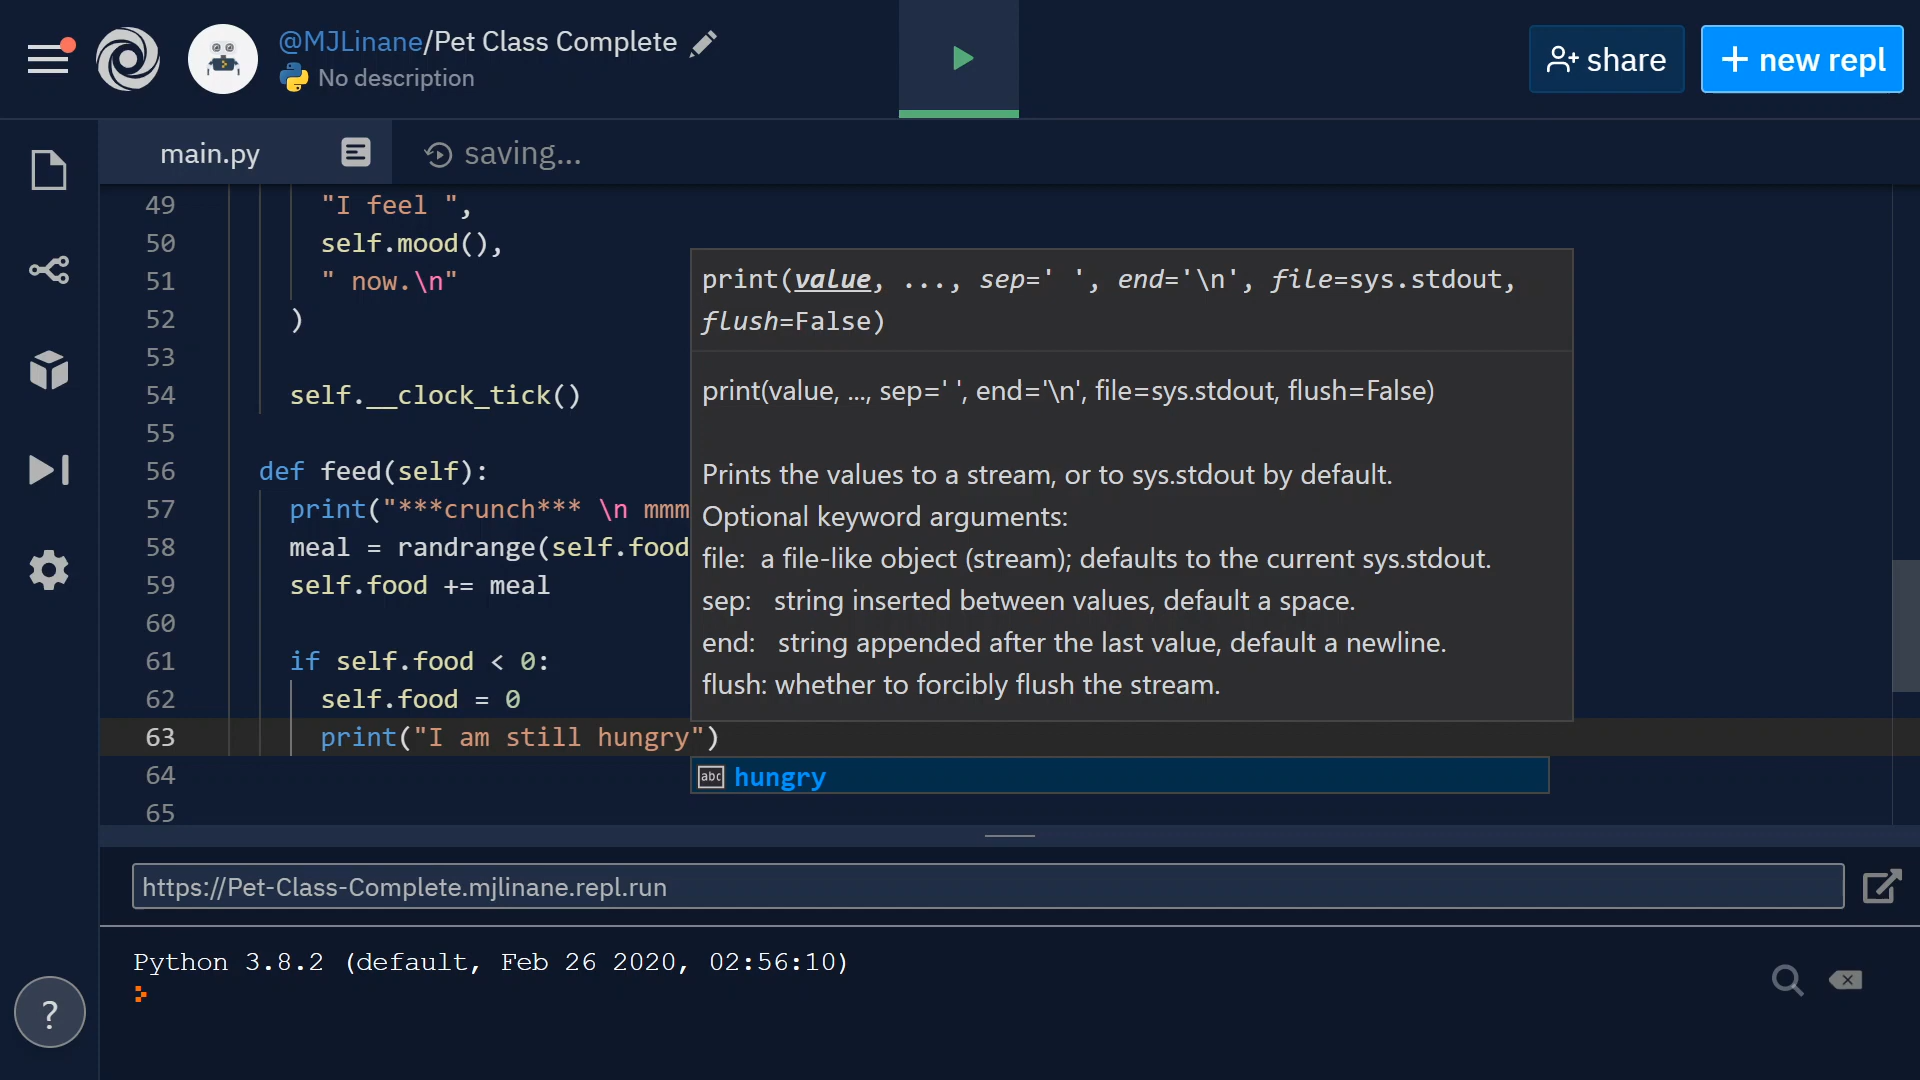 @MJLinane/Pet Class Complete
No description
share
+ new repl
main.py
saving...
49 "I feel ",
50 self.mood(),
51 " now.\n"
52 )
53
54 self.__clock_tick()
55
56 def feed(self):
57 print("***crunch*** \n mmm
58 meal = randrange(self.food
59 self.food += meal
60
61 if self.food < 0:
62 self.food = 0
63 print("I am still hungry")
64
65
print(value, ..., sep=' ', end='\n', file=sys.stdout,
flush=False)
print(value, ..., sep=' ', end='\n', file=sys.stdout, flush=False)
Prints the values to a stream, or to sys.stdout by default.
Optional keyword arguments:
file: a file-like object (stream); defaults to the current sys.stdout.
sep: string inserted between values, default a space.
end: string appended after the last value, default a newline.
flush: whether to forcibly flush the stream.
abc hungry
https://Pet-Class-Complete.mjlinane.repl.run
Python 3.8.2 (default, Feb 26 2020, 02:56:10)
?